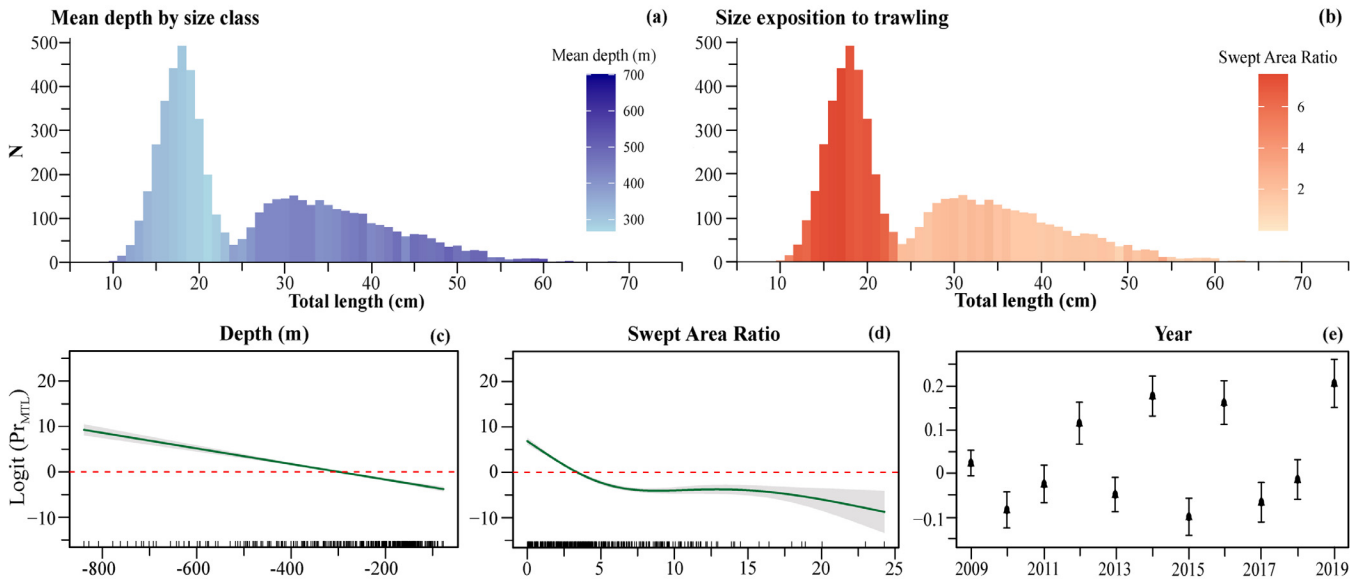 Mean depth by size class (a)
500
400
300
200
100
0
N
Mean depth (m)
700
600
500
400
300
10 20 30 40 50 60 70
Total length (cm)
Size exposition to trawling (b)
500
400
300
200
100
0
Swept Area Ratio
6
4
2
10 20 30 40 50 60 70
Total length (cm)
Depth (m) (c)
Logit (Pr_MTL)
20
10
0
−10
-800 -600 -400 -200
Swept Area Ratio (d)
20
10
0
−10
0 5 10 15 20 25
Year (e)
0.2
0.1
0
−0.1
2009 2011 2013 2015 2017 2019